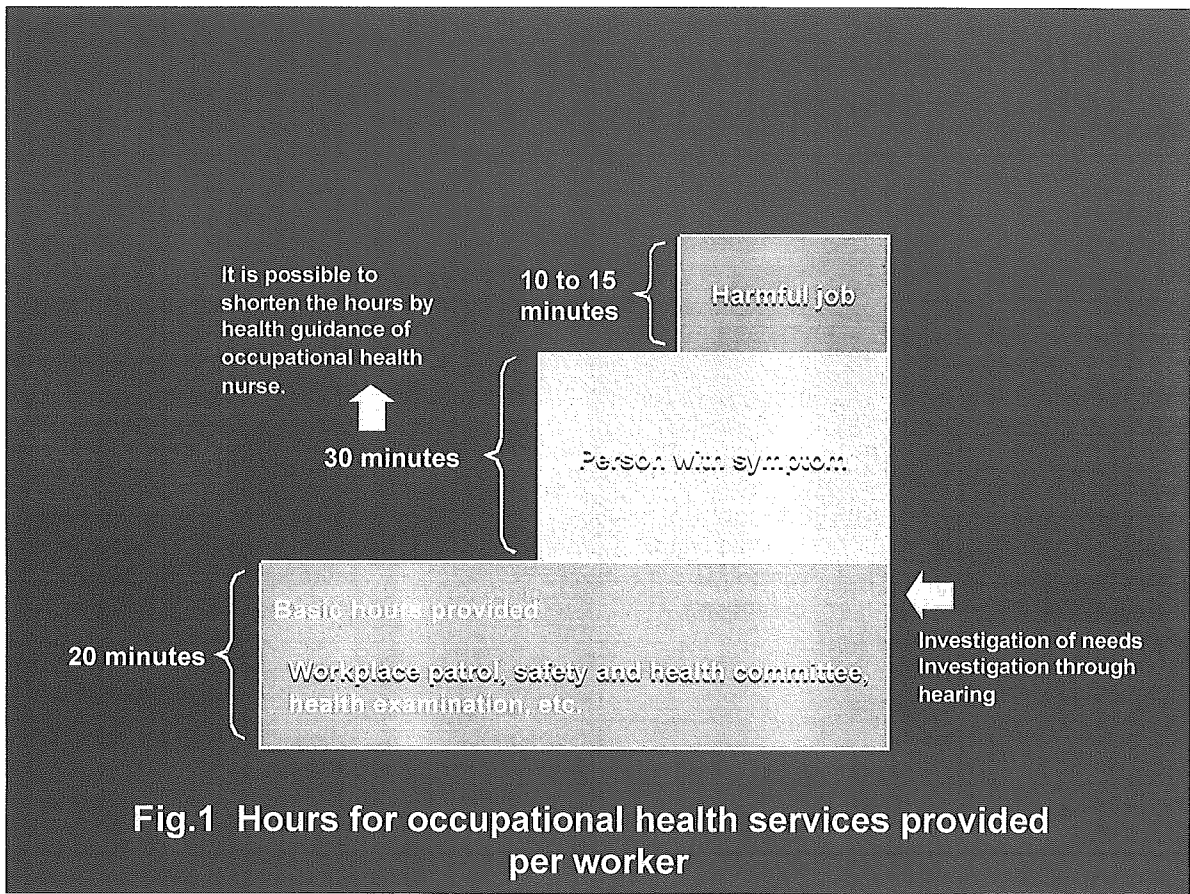 It is possible to
shorten the hours by
health guidance of
occupational health
nurse.
10 to 15
minutes
Harmful job
30 minutes
Person with symptom
20 minutes
Basic hours provided
Workplace patrol, safety and health committee,
health examination, etc.
Investigation of needs
Investigation through
hearing
Fig.1 Hours for occupational health services provided
per worker